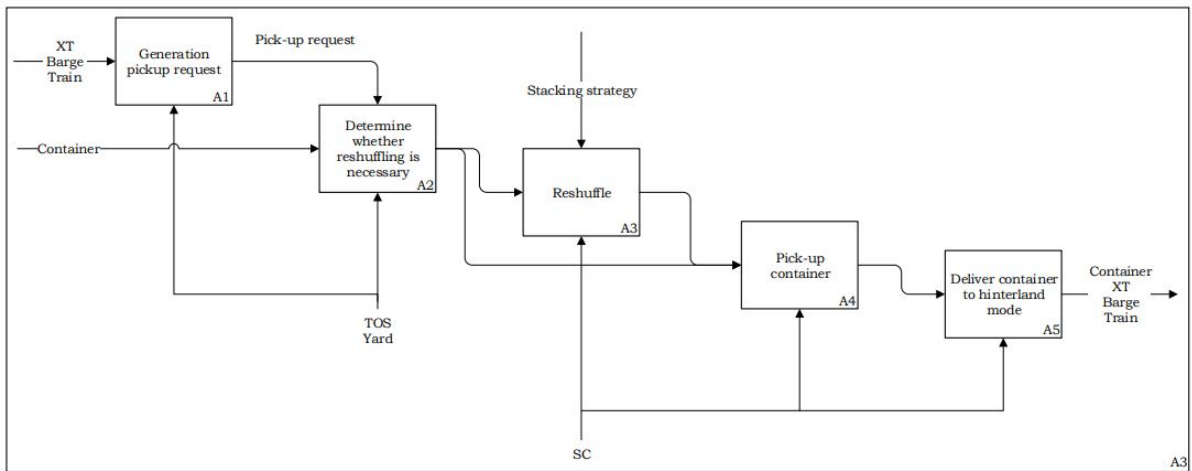 XT
Barge
Train
Generation
pickup request
A1
Pick-up request
Container
Determine
whether
reshuffling is
necessary
A2
Stacking strategy
Reshuffle
A3
Pick-up
container
A4
Deliver container
to hinterland
mode
A5
Container
XT
Barge
Train
TOS
Yard
SC
A3